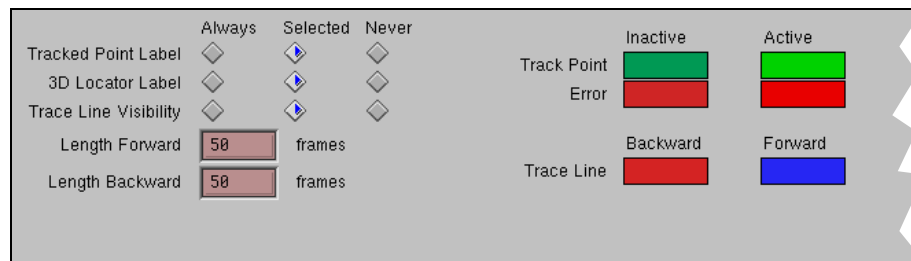 Always Selected Never
Tracked Point Label
3D Locator Label
Trace Line Visibility
Length Forward 50 frames
Length Backward 50 frames
Inactive Active
Track Point
Error
Backward Forward
Trace Line